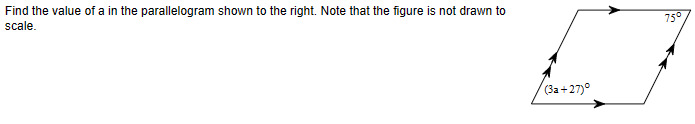 Find the value of a in the parallelogram shown to the right. Note that the figure is not drawn to
scale.
75°
(3a+27)°